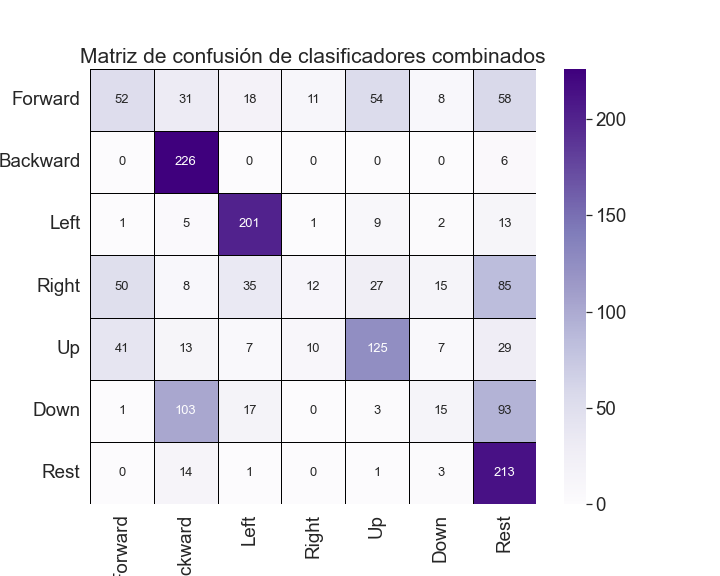 Matriz de confusión de clasificadores combinados
Forward 52 31 18 11 54 8 58
Backward 0 226 0 0 0 0 6
Left 1 5 201 1 9 2 13
Right 50 8 35 12 27 15 85
Up 41 13 7 10 125 7 29
Down 1 103 17 0 3 15 93
Rest 0 14 1 0 1 3 213
Forward ckward Left Right Up Down Rest
200
150
100
50
0